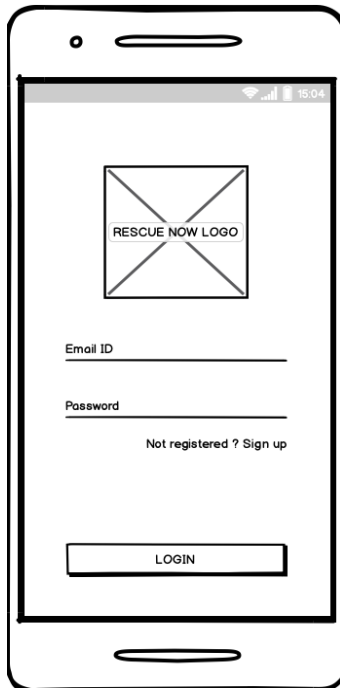 15:04
RESCUE NOW LOGO
Email ID
Password
Not registered ? Sign up
LOGIN